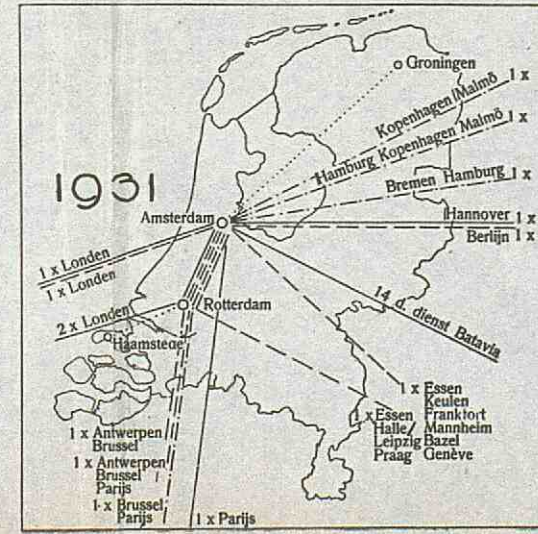 Groningen
Kopenhagen/Malmö 1 x
Hamburg Kopenhagen Malmö 1 x
Bremen Hamburg 1 x
1931
Amsterdam
Hannover 1 x
Berlijn 1 x
1 x Londen
1 x Londen
14 d. dienst Batavia
2 x Londen
Rotterdam
Haamstede
1 x Essen
Keulen
Frankfort
Mannheim
Bazel
Genève
1 x Essen
Halle/
Leipzig
Praag
1 x Antwerpen
Brussel
1 x Antwerpen
Brussel
Parijs
1 x Brussel
Parijs
1 x Parijs